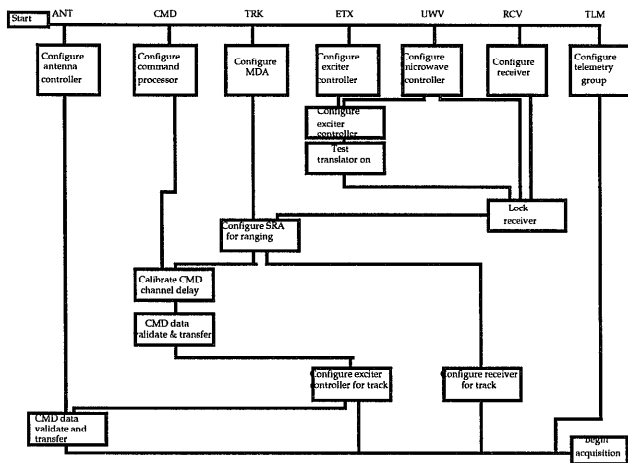 Start
ANT
CMD
TRK
ETX
UWV
RCV
TLM
Configure
antenna
controller
Configure
command
processor
Configure
MDA
Configure
exciter
controller
Configure
microwave
controller
Configure
receiver
Configure
telemetry
group
Configure
exciter
controller
Test
translator on
Lock
receiver
Configure SRA
for ranging
Calibrate CMD
channel delay
CMD data
validate & transfer
Configure exciter
controller for track
Configure receiver
for track
CMD data
validate and
transfer
begin
acquisition